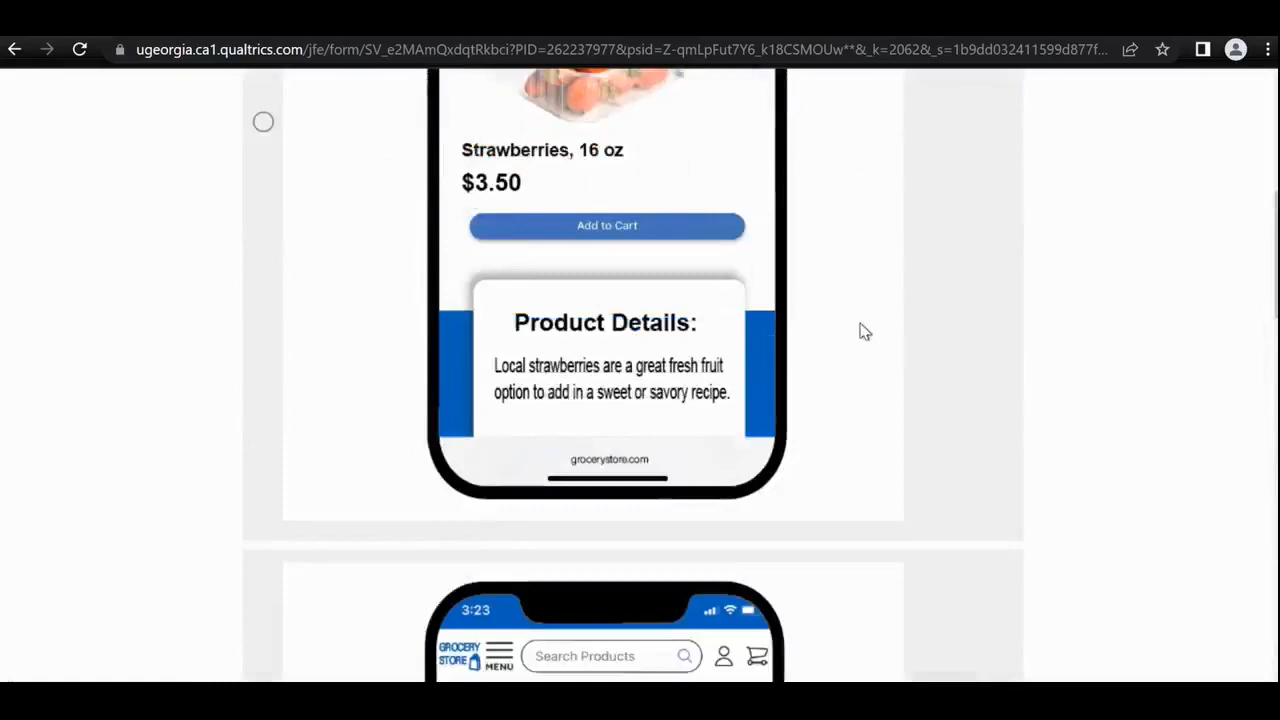 ugeorgia.ca1.qualtrics.com/jfe/form/SV_e2MAmQxdqtRkbci?PID=262237977&psid=Z-qmLpFut7Y6_k18CSMOUw**&_k=2062&_s=1b9dd032411599d877f...
Strawberries, 16 oz
$3.50
Add to Cart
Product Details:
Local strawberries are a great fresh fruit
option to add in a sweet or savory recipe.
grocerystore.com
3:23
GROCERY
STORE
MENU
Search Products